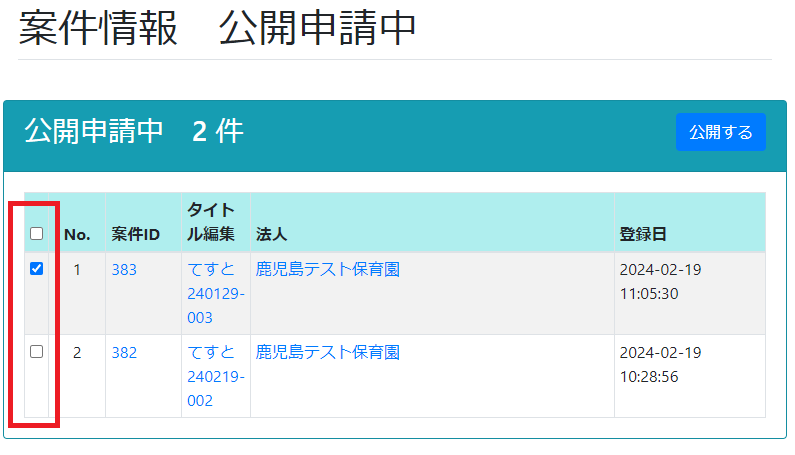 案件情報　公開申請中
公開申請中　2 件
公開する
No. 案件ID タイトル編集 法人 登録日
1 383 てすと240129-003 鹿児島テスト保育園 2024-02-19 11:05:30
2 382 てすと240219-002 鹿児島テスト保育園 2024-02-19 10:28:56